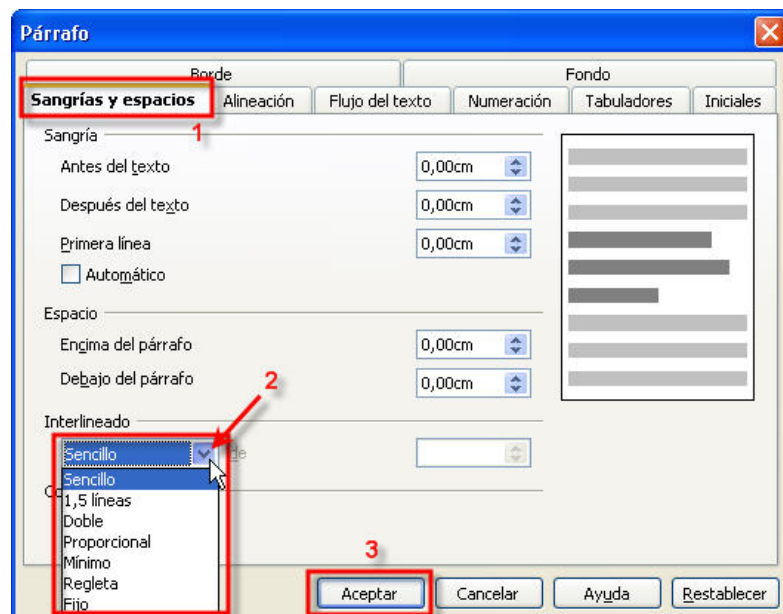 Párrafo
Borde Fondo
Sangrías y espacios Alineación Flujo del texto Numeración Tabuladores Iniciales
1
Sangría
Antes del texto 0,00cm
Después del texto 0,00cm
Primera línea 0,00cm
Automático
Espacio
Encima del párrafo 0,00cm
Debajo del párrafo 0,00cm
2
Interlineado
Sencillo de
Sencillo
1,5 líneas
Doble
Proporcional
Mínimo
Regleta
Fijo
3
Aceptar Cancelar Ayuda Restablecer